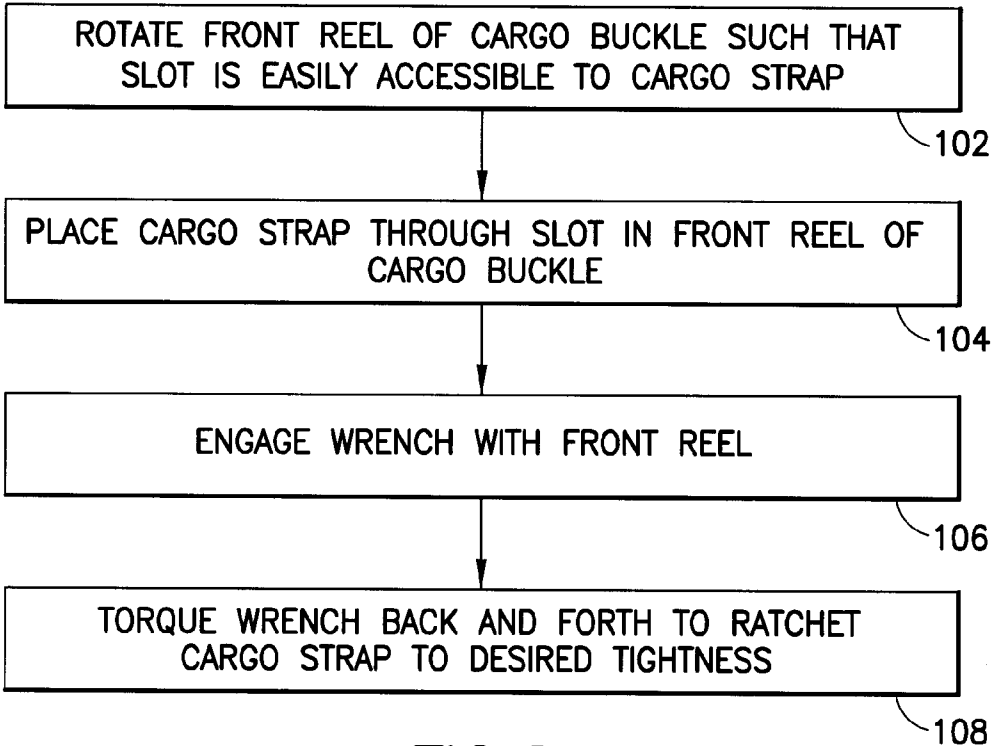 ROTATE FRONT REEL OF CARGO BUCKLE SUCH THAT
SLOT IS EASILY ACCESSIBLE TO CARGO STRAP
102
PLACE CARGO STRAP THROUGH SLOT IN FRONT REEL OF
CARGO BUCKLE
104
ENGAGE WRENCH WITH FRONT REEL
106
TORQUE WRENCH BACK AND FORTH TO RATCHET
CARGO STRAP TO DESIRED TIGHTNESS
108